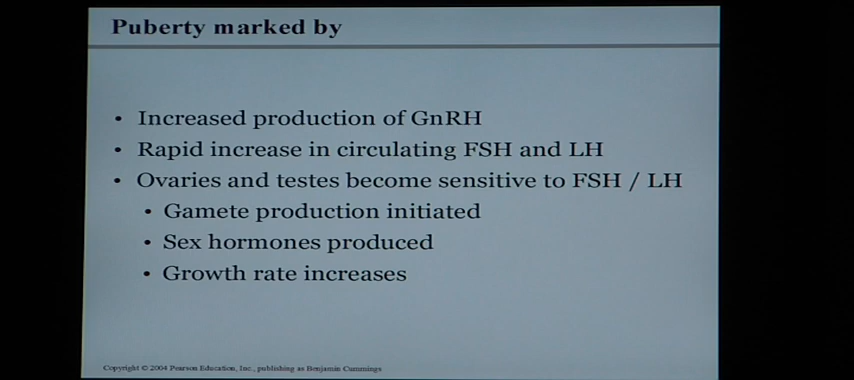 Puberty marked by
• Increased production of GnRH
• Rapid increase in circulating FSH and LH
• Ovaries and testes become sensitive to FSH / LH
• Gamete production initiated
• Sex hormones produced
• Growth rate increases
Copyright © 2004 Pearson Education, Inc., publishing as Benjamin Cummings